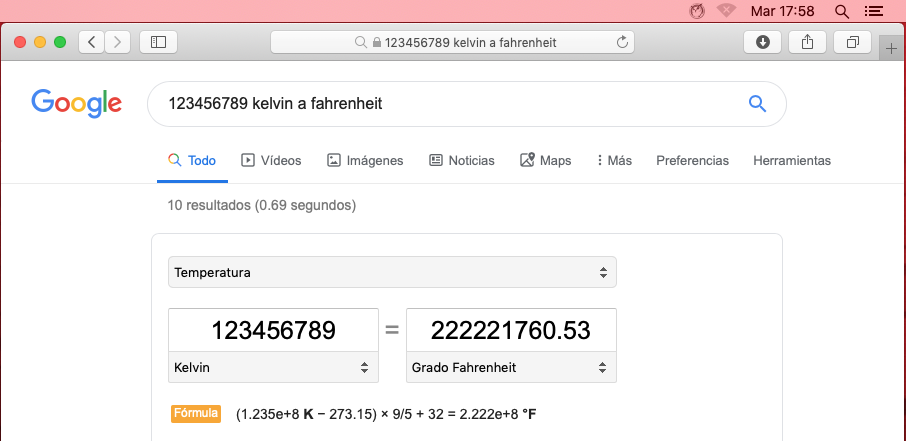 Mar 17:58
123456789 kelvin a fahrenheit
Google
123456789 kelvin a fahrenheit
Todo Vídeos Imágenes Noticias Maps Más Preferencias Herramientas
10 resultados (0.69 segundos)
Temperatura
123456789 = 222221760.53
Kelvin Grado Fahrenheit
Fórmula (1.235e+8 K − 273.15) × 9/5 + 32 = 2.222e+8 °F